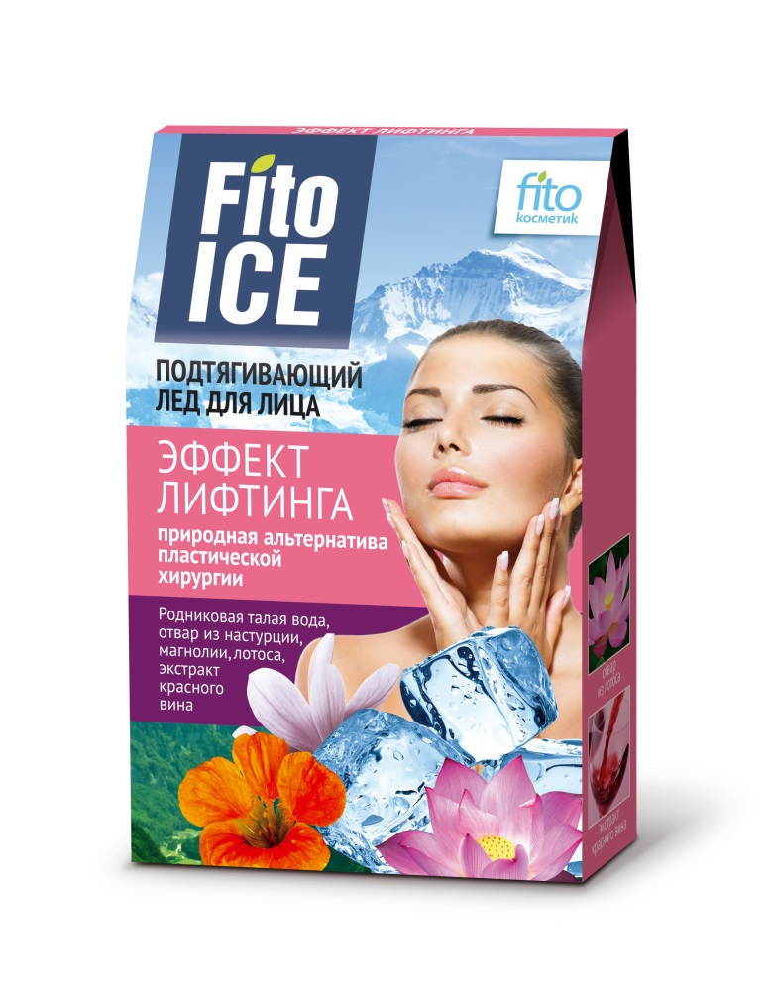 ЭФФЕКТ ЛИФТИНГА
Fito
ICE
fito
косметик
ПОДТЯГИВАЮЩИЙ
ЛЕД ДЛЯ ЛИЦА
ЭФФЕКТ
ЛИФТИНГА
природная альтернатива
пластической
хирургии
Родниковая талая вода,
отвар из настурции,
магнолии, лотоса,
экстракт
красного
вина
отвар
из лотоса
экстракт
красного вина